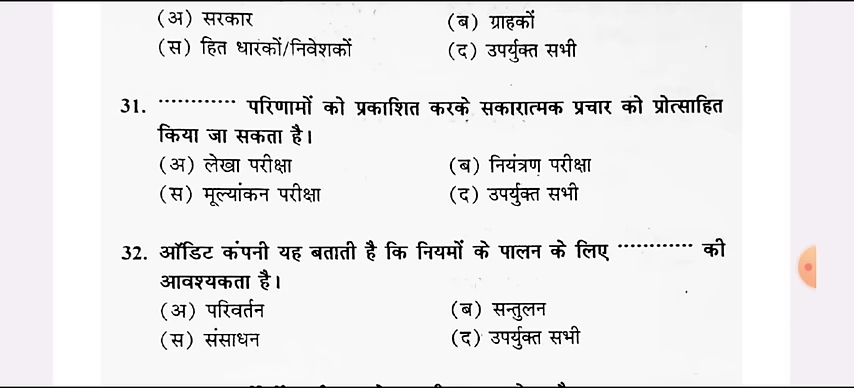 (अ) सरकार (ब) ग्राहकों
(स) हित धारकों/निवेशकों (द) उपर्युक्त सभी
31. ............ परिणामों को प्रकाशित करके सकारात्मक प्रचार को प्रोत्साहित
किया जा सकता है।
(अ) लेखा परीक्षा (ब) नियंत्रण परीक्षा
(स) मूल्यांकन परीक्षा (द) उपर्युक्त सभी
32. ऑडिट कंपनी यह बताती है कि नियमों के पालन के लिए ............ की
आवश्यकता है।
(अ) परिवर्तन (ब) सन्तुलन
(स) संसाधन (द) उपर्युक्त सभी